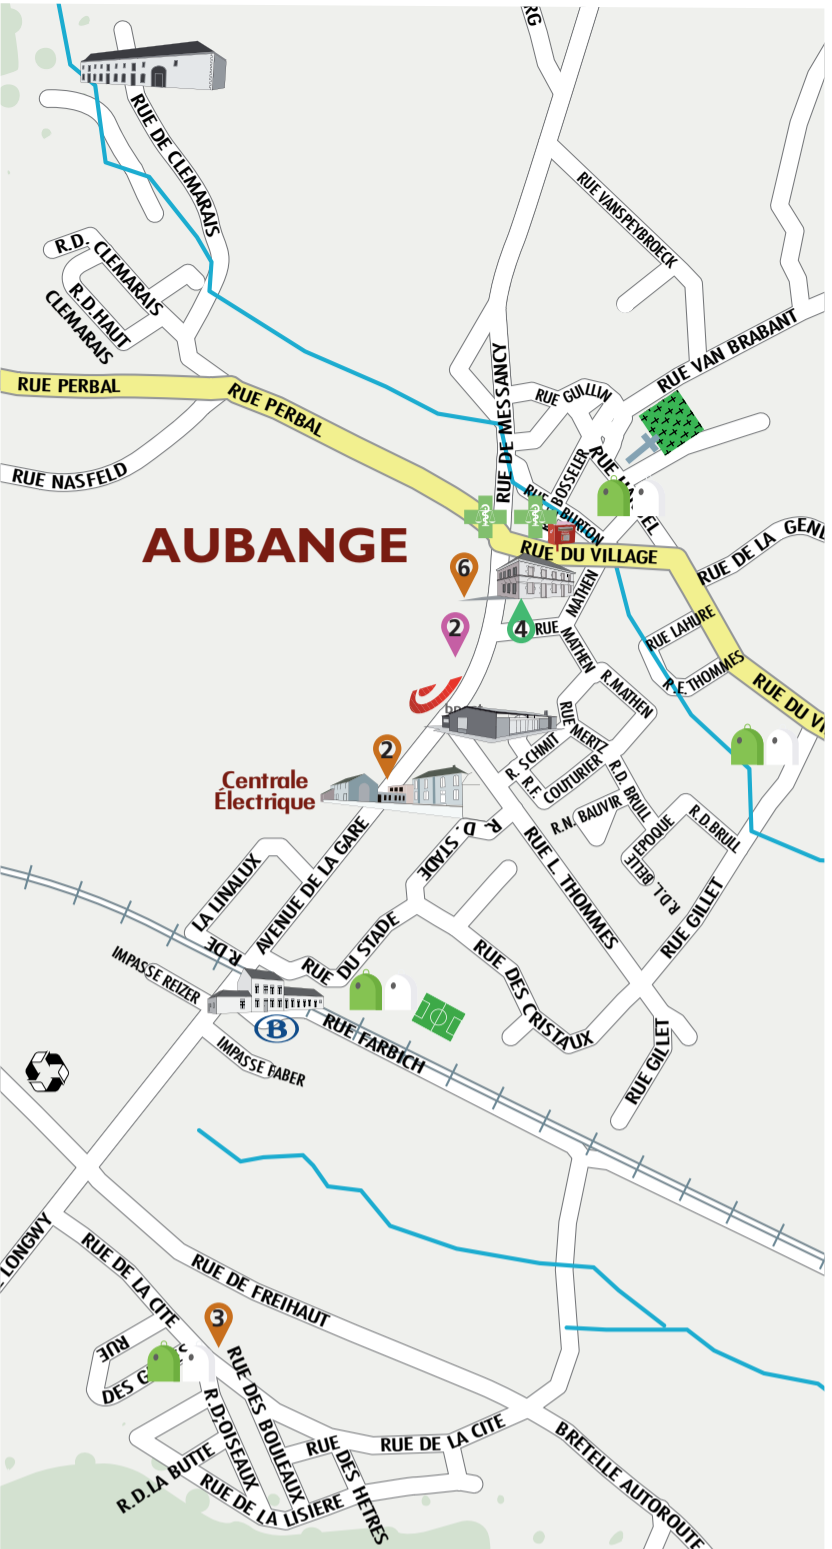 RG
RUE DE CLEMARAIS
RUE VANSPEYBROECK
R.D. CLEMARAIS
R.D.HAUT
CLEMARAIS
RUE VAN BRABANT
RUE PERBAL
RUE PERBAL
RUE DE MESSANCY
RUE GUILLIN
RUE NASFELD
BOSSELER
RUE
BURTON
AUBANGE
RUE DU VILLAGE
RUE DE LA GEND
6
MATHEN
2
4
RUE
MATHEN
RUE LAHURE
R.E.THOMMES
R.MATHEN
RUE DU VI
RUE MERTZ
R. SCHMIT
2
Centrale
Électrique
R.F.
COUTURIER
R.D. BRULL
R.N. BAUVIR
R.D.BRULL
R. D. STADE
EPOQUE
R.D.L
BELLE
AVENUE DE LA GARE
RUE L. THOMMES
R.DE
LA LINALUX
RUE GILLET
RUE DU STADE
RUE DES CRISTAUX
IMPASSE REIZER
B
RUE FARBICH
IMPASSE FABER
RUE GILLET
LONGWY
RUE DE LA CITE
RUE DE FREIHAUT
3
RUE
DES G
RUE DES BOULEAUX
R.D.OISEAUX
RUE DE LA CITE
RUE
DES HETRES
R.D.LA BUTTE
RUE DE LA LISIERE
BRETELLE AUTOROUTE